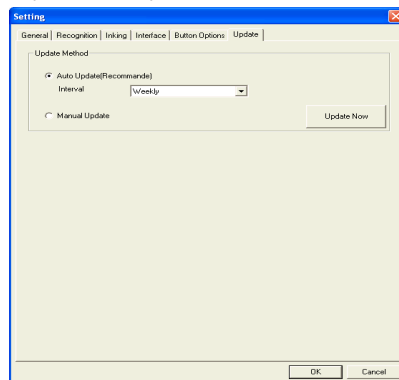 Setting
General Recognition Inking Interface Button Options Update
Update Method
Auto Update(Recommande)
Interval Weekly
Manual Update Update Now
OK Cancel